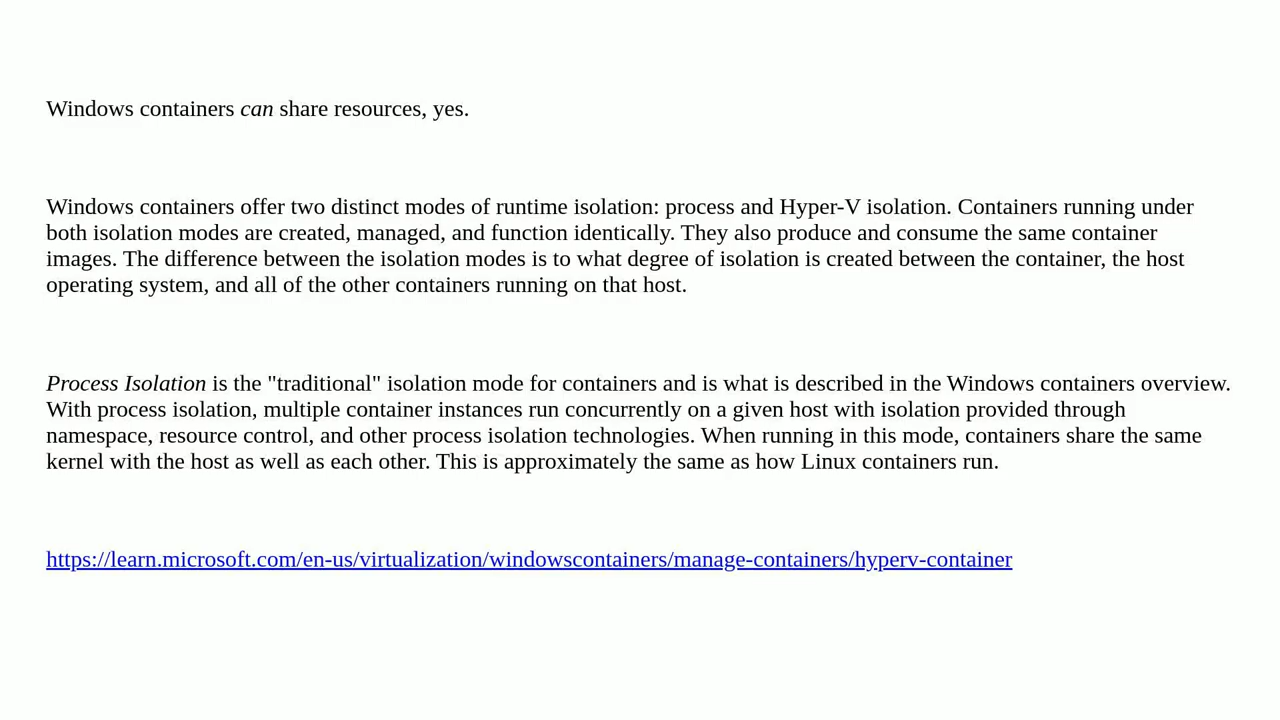 Windows containers can share resources, yes.
Windows containers offer two distinct modes of runtime isolation: process and Hyper-V isolation. Containers running under
both isolation modes are created, managed, and function identically. They also produce and consume the same container
images. The difference between the isolation modes is to what degree of isolation is created between the container, the host
operating system, and all of the other containers running on that host.
Process Isolation is the "traditional" isolation mode for containers and is what is described in the Windows containers overview.
With process isolation, multiple container instances run concurrently on a given host with isolation provided through
namespace, resource control, and other process isolation technologies. When running in this mode, containers share the same
kernel with the host as well as each other. This is approximately the same as how Linux containers run.
https://learn.microsoft.com/en-us/virtualization/windowscontainers/manage-containers/hyperv-container